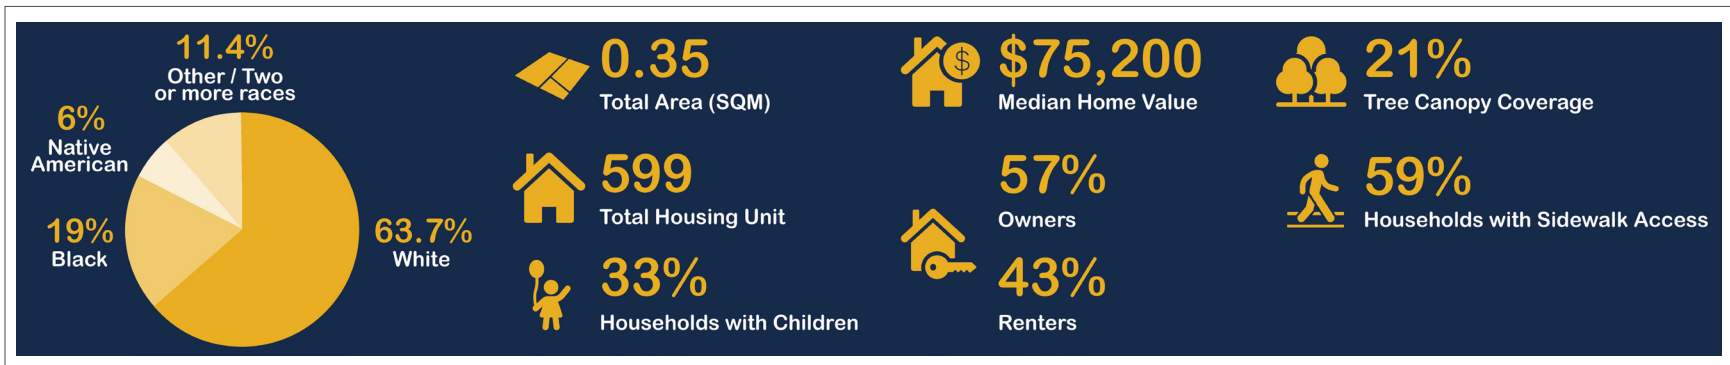 11.4%
Other / Two
or more races
6%
Native
American
19%
Black
63.7%
White
0.35
Total Area (SQM)
599
Total Housing Unit
33%
Households with Children
$
$75,200
Median Home Value
57%
Owners
43%
Renters
21%
Tree Canopy Coverage
59%
Households with Sidewalk Access